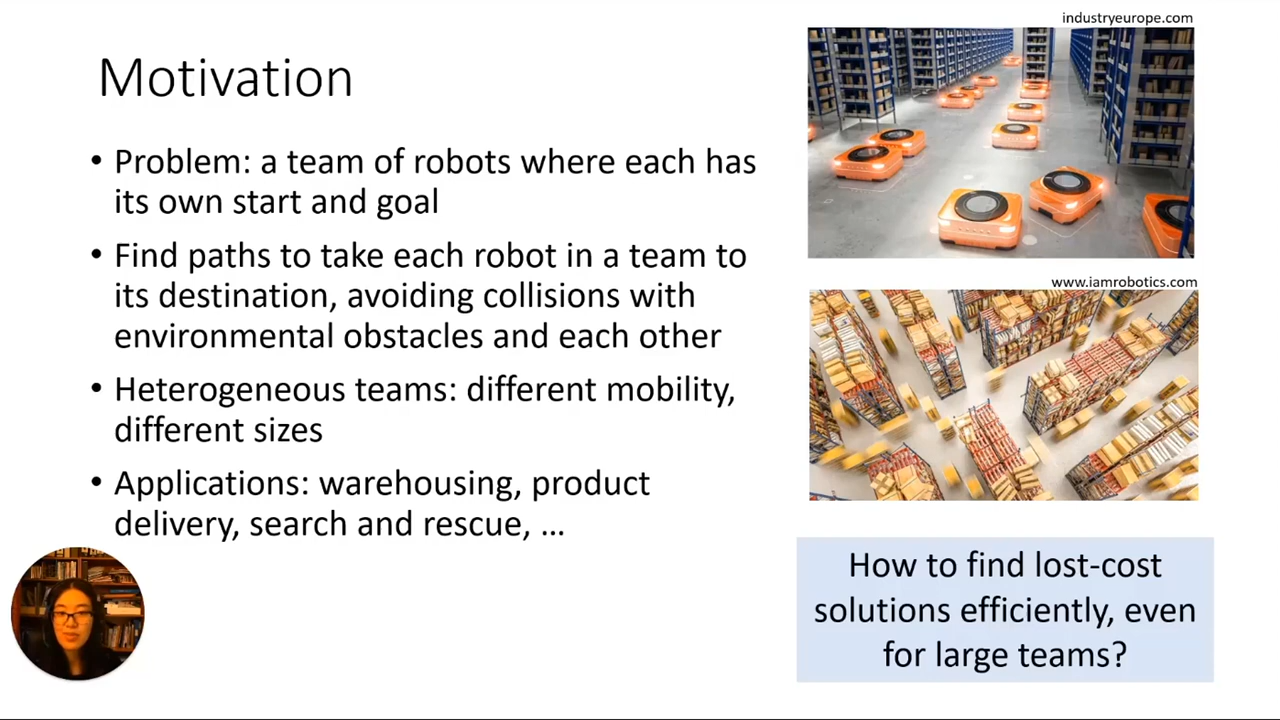 industryeurope.com
Motivation
• Problem: a team of robots where each has
its own start and goal
• Find paths to take each robot in a team to
its destination, avoiding collisions with
environmental obstacles and each other
• Heterogeneous teams: different mobility,
different sizes
• Applications: warehousing, product
delivery, search and rescue, …
www.iamrobotics.com
How to find lost-cost
solutions efficiently, even
for large teams?